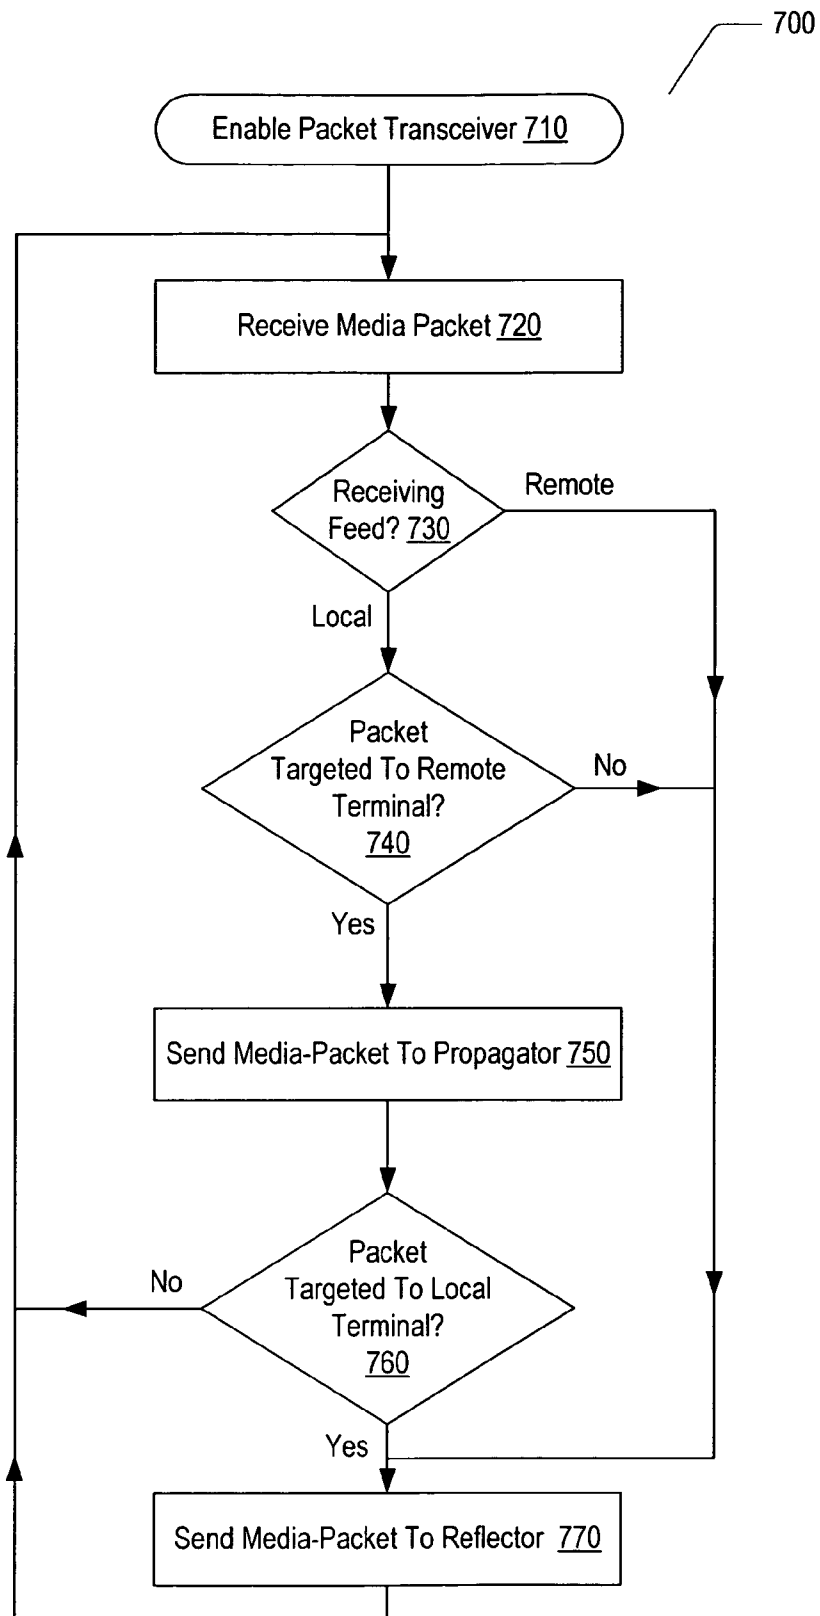 700
Enable Packet Transceiver 710
Receive Media Packet 720
Receiving
Feed? 730
Remote
Local
Packet
Targeted To Remote
Terminal?
740
No
Yes
Send Media-Packet To Propagator 750
Packet
Targeted To Local
Terminal?
760
No
Yes
Send Media-Packet To Reflector 770